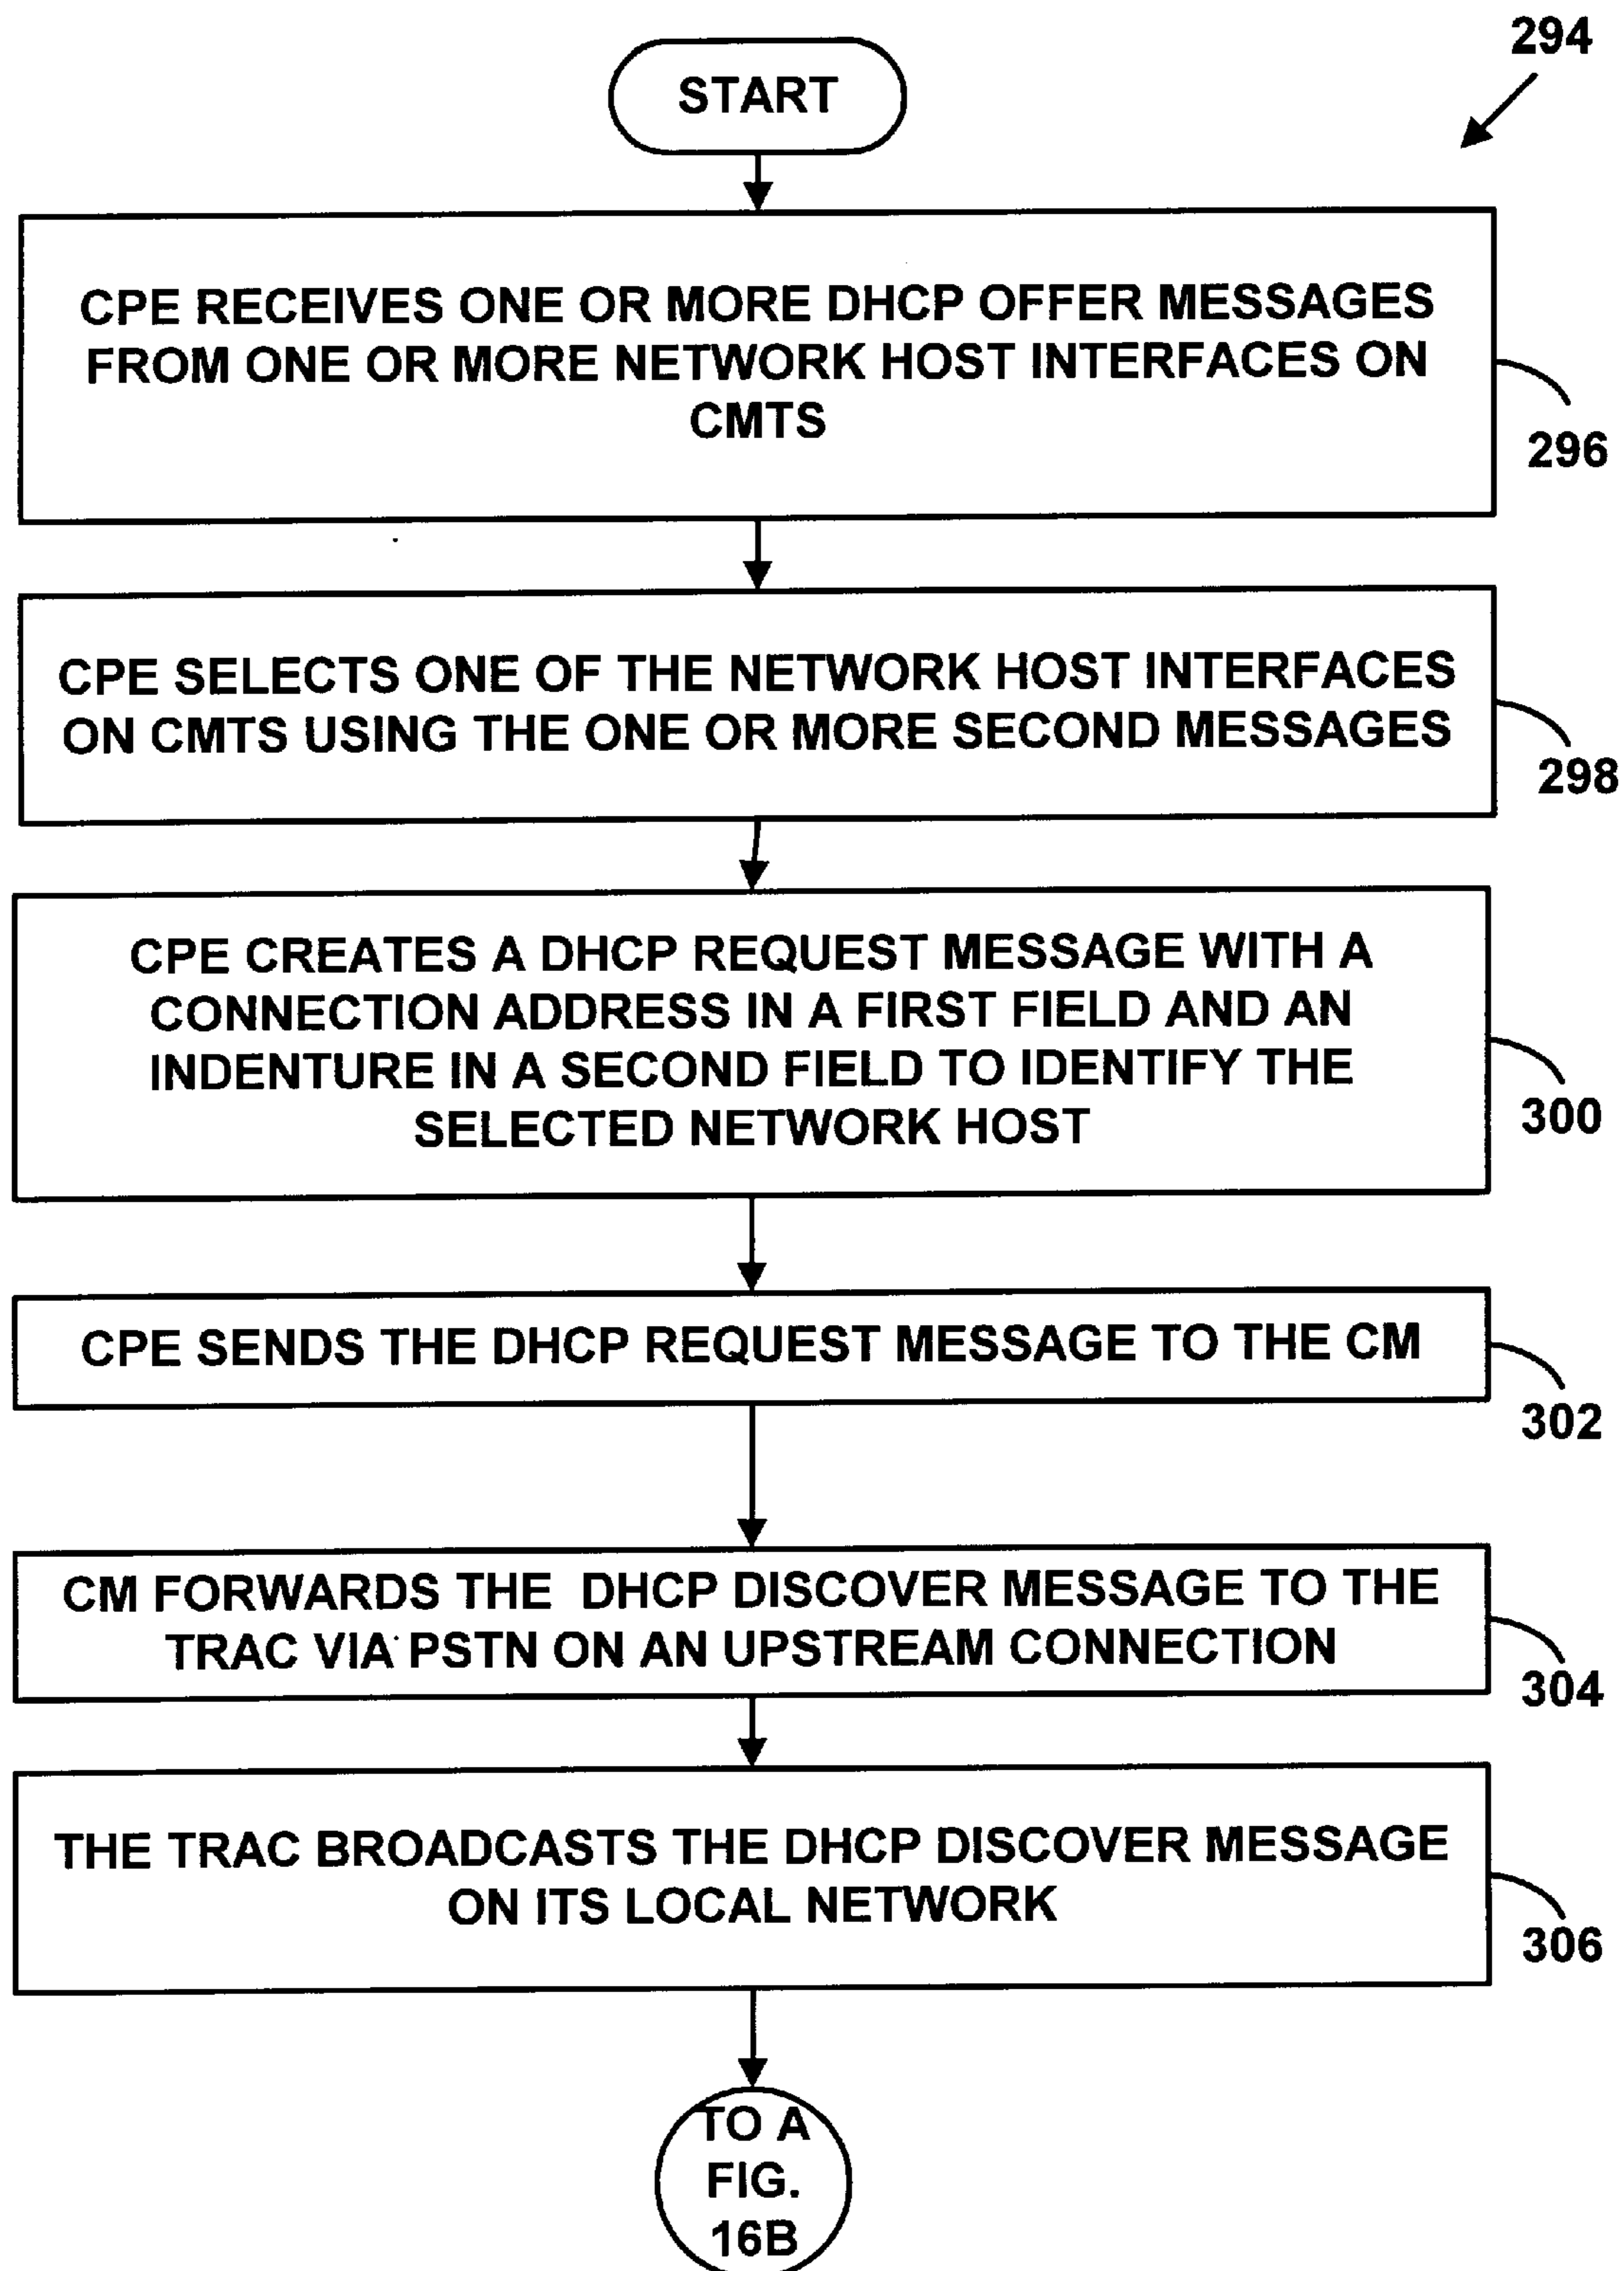 294
START
CPE RECEIVES ONE OR MORE DHCP OFFER MESSAGES
FROM ONE OR MORE NETWORK HOST INTERFACES ON
CMTS
296
CPE SELECTS ONE OF THE NETWORK HOST INTERFACES
ON CMTS USING THE ONE OR MORE SECOND MESSAGES
298
CPE CREATES A DHCP REQUEST MESSAGE WITH A
CONNECTION ADDRESS IN A FIRST FIELD AND AN
INDENTURE IN A SECOND FIELD TO IDENTIFY THE
SELECTED NETWORK HOST
300
CPE SENDS THE DHCP REQUEST MESSAGE TO THE CM
302
CM FORWARDS THE DHCP DISCOVER MESSAGE TO THE
TRAC VIA PSTN ON AN UPSTREAM CONNECTION
304
THE TRAC BROADCASTS THE DHCP DISCOVER MESSAGE
ON ITS LOCAL NETWORK
306
TO A
FIG.
16B